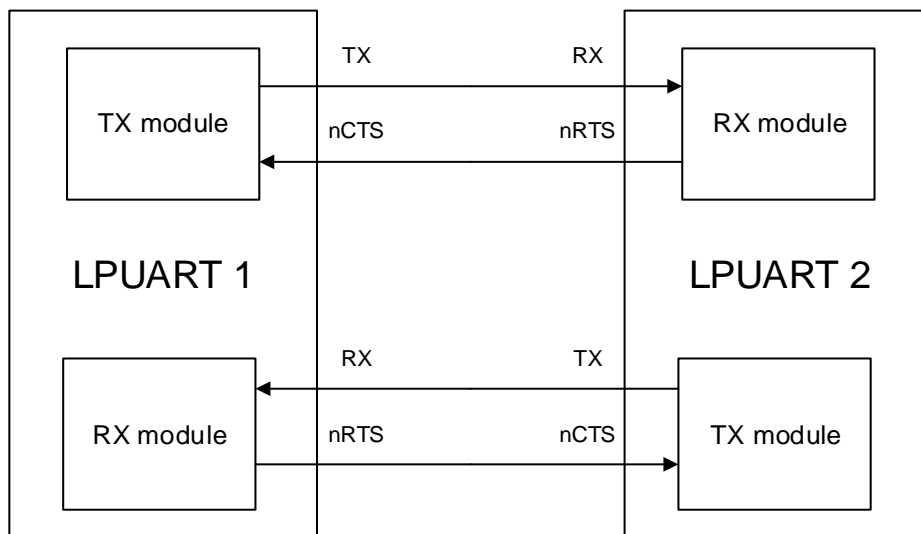 TX RX
TX module RX module
nCTS nRTS
LPUART 1 LPUART 2
RX TX
RX module TX module
nRTS nCTS